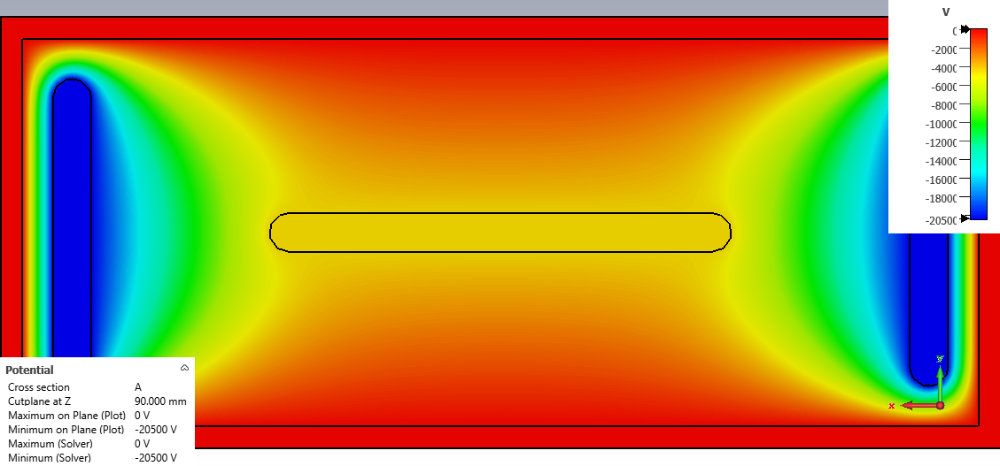 V
0
-2000
-4000
-6000
-8000
-10000
-12000
-14000
-16000
-18000
-20500
Potential
Cross section A
Cutplane at Z 90.000 mm
Maximum on Plane (Plot) 0 V
Minimum on Plane (Plot) -20500 V
Maximum (Solver) 0 V
Minimum (Solver) -20500 V
y
x